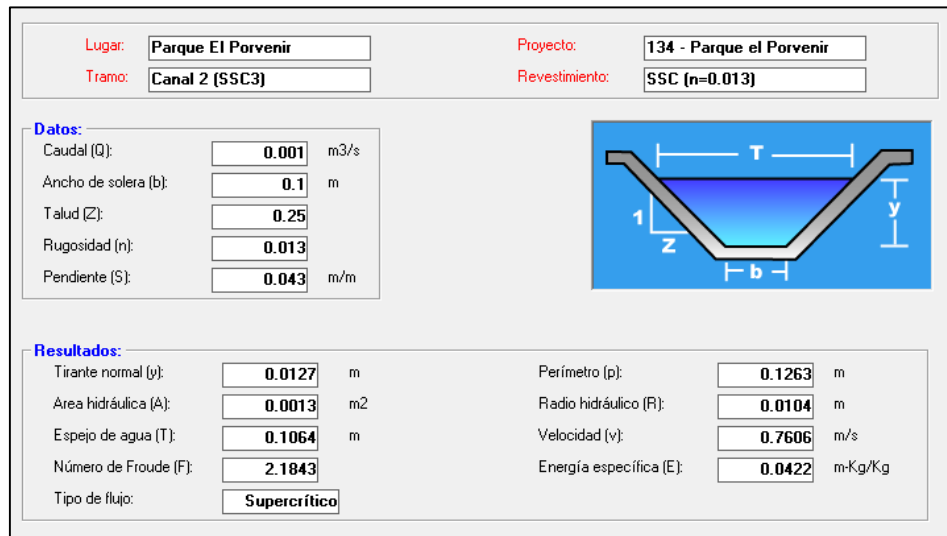 Lugar: Parque El Porvenir Proyecto: 134 - Parque el Porvenir
Tramo: Canal 2 (SSC3) Revestimiento: SSC (n=0.013)
Datos:
Caudal (Q): 0.001 m3/s
Ancho de solera (b): 0.1 m
Talud (Z): 0.25
Rugosidad (n): 0.013
Pendiente (S): 0.043 m/m
T
y
1
Z
b
Resultados:
Tirante normal (y): 0.0127 m Perímetro (p): 0.1263 m
Area hidráulica (A): 0.0013 m2 Radio hidráulico (R): 0.0104 m
Espejo de agua (T): 0.1064 m Velocidad (v): 0.7606 m/s
Número de Froude (F): 2.1843 Energía específica (E): 0.0422 m-Kg/Kg
Tipo de flujo: Supercrítico